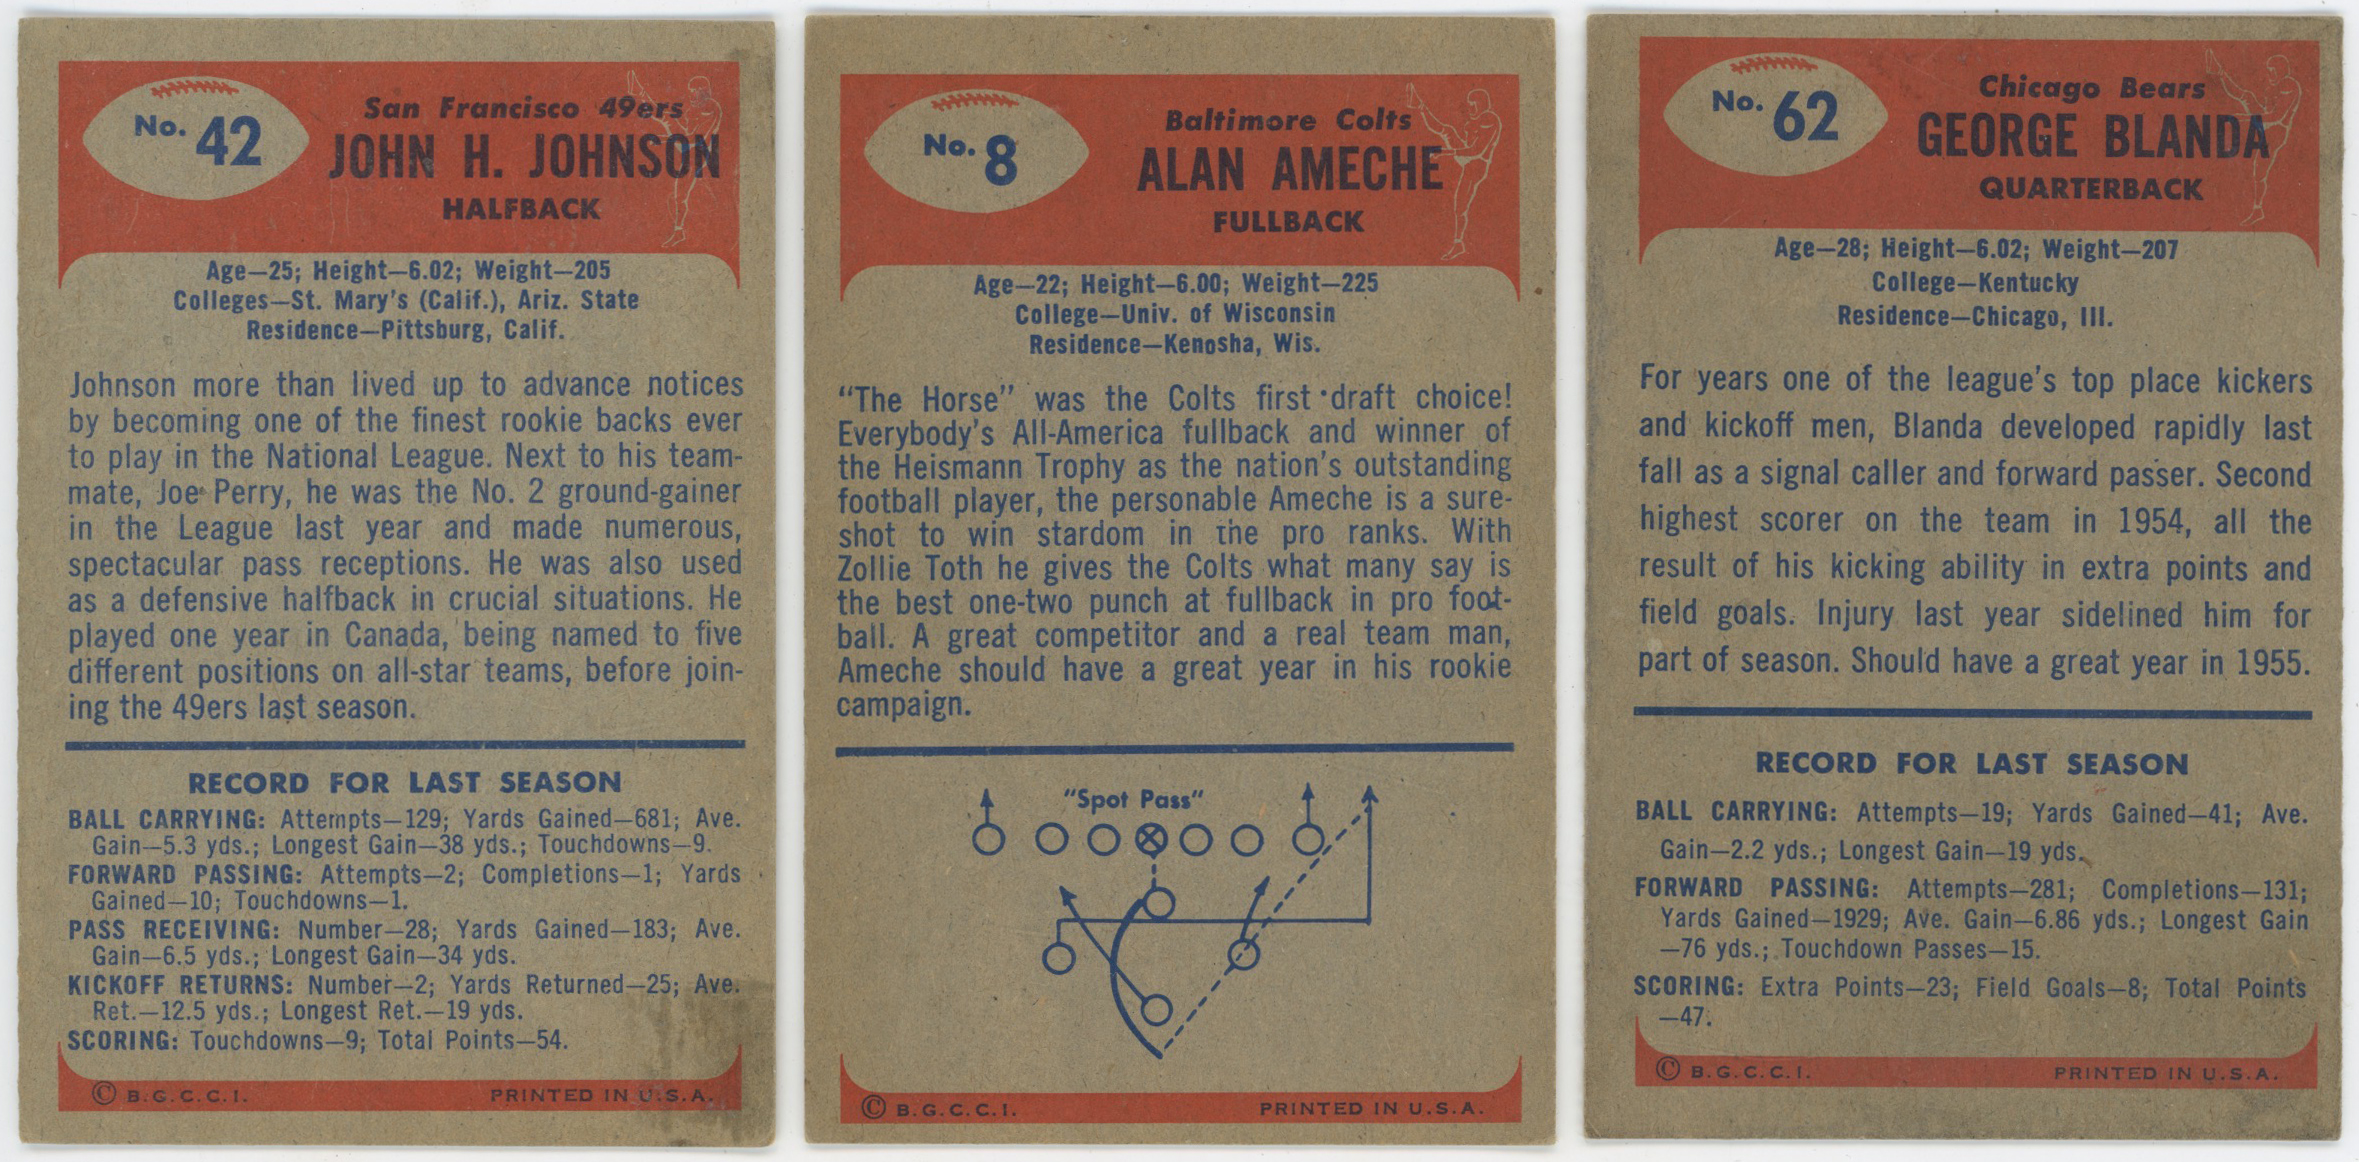 No. 42
San Francisco 49ers
JOHN H. JOHNSON
HALFBACK
Age—25; Height—6.02; Weight—205
Colleges—St. Mary's (Calif.), Ariz. State
Residence—Pittsburg, Calif.
Johnson more than lived up to advance notices
by becoming one of the finest rookie backs ever
to play in the National League. Next to his team-
mate, Joe Perry, he was the No. 2 ground-gainer
in the League last year and made numerous,
spectacular pass receptions. He was also used
as a defensive halfback in crucial situations. He
played one year in Canada, being named to five
different positions on all-star teams, before join-
ing the 49ers last season.
RECORD FOR LAST SEASON
BALL CARRYING: Attempts—129; Yards Gained—681; Ave.
Gain—5.3 yds.; Longest Gain—38 yds.; Touchdowns—9.
FORWARD PASSING: Attempts—2; Completions—1; Yards
Gained—10; Touchdowns—1.
PASS RECEIVING: Number—28; Yards Gained—183; Ave.
Gain—6.5 yds.; Longest Gain—34 yds.
KICKOFF RETURNS: Number—2; Yards Returned—25; Ave.
Ret.—12.5 yds.; Longest Ret.—19 yds.
SCORING: Touchdowns—9; Total Points—54.
© B.G.C.C.I. PRINTED IN U.S.A.
No. 8
Baltimore Colts
ALAN AMECHE
FULLBACK
Age—22; Height—6.00; Weight—225
College—Univ. of Wisconsin
Residence—Kenosha, Wis.
"The Horse" was the Colts first draft choice!
Everybody's All-America fullback and winner of
the Heismann Trophy as the nation's outstanding
football player, the personable Ameche is a sure-
shot to win stardom in the pro ranks. With
Zollie Toth he gives the Colts what many say is
the best one-two punch at fullback in pro foot-
ball. A great competitor and a real team man,
Ameche should have a great year in his rookie
campaign.
"Spot Pass"
© B.G.C.C.I. PRINTED IN U.S.A.
No. 62
Chicago Bears
GEORGE BLANDA
QUARTERBACK
Age—28; Height—6.02; Weight—207
College—Kentucky
Residence—Chicago, Ill.
For years one of the league's top place kickers
and kickoff men, Blanda developed rapidly last
fall as a signal caller and forward passer. Second
highest scorer on the team in 1954, all the
result of his kicking ability in extra points and
field goals. Injury last year sidelined him for
part of season. Should have a great year in 1955.
RECORD FOR LAST SEASON
BALL CARRYING: Attempts—19; Yards Gained—41; Ave.
Gain—2.2 yds.; Longest Gain—19 yds.
FORWARD PASSING: Attempts—281; Completions—131;
Yards Gained—1929; Ave. Gain—6.86 yds.; Longest Gain
—76 yds.; Touchdown Passes—15.
SCORING: Extra Points—23; Field Goals—8; Total Points
—47.
© B.G.C.C.I. PRINTED IN U.S.A.